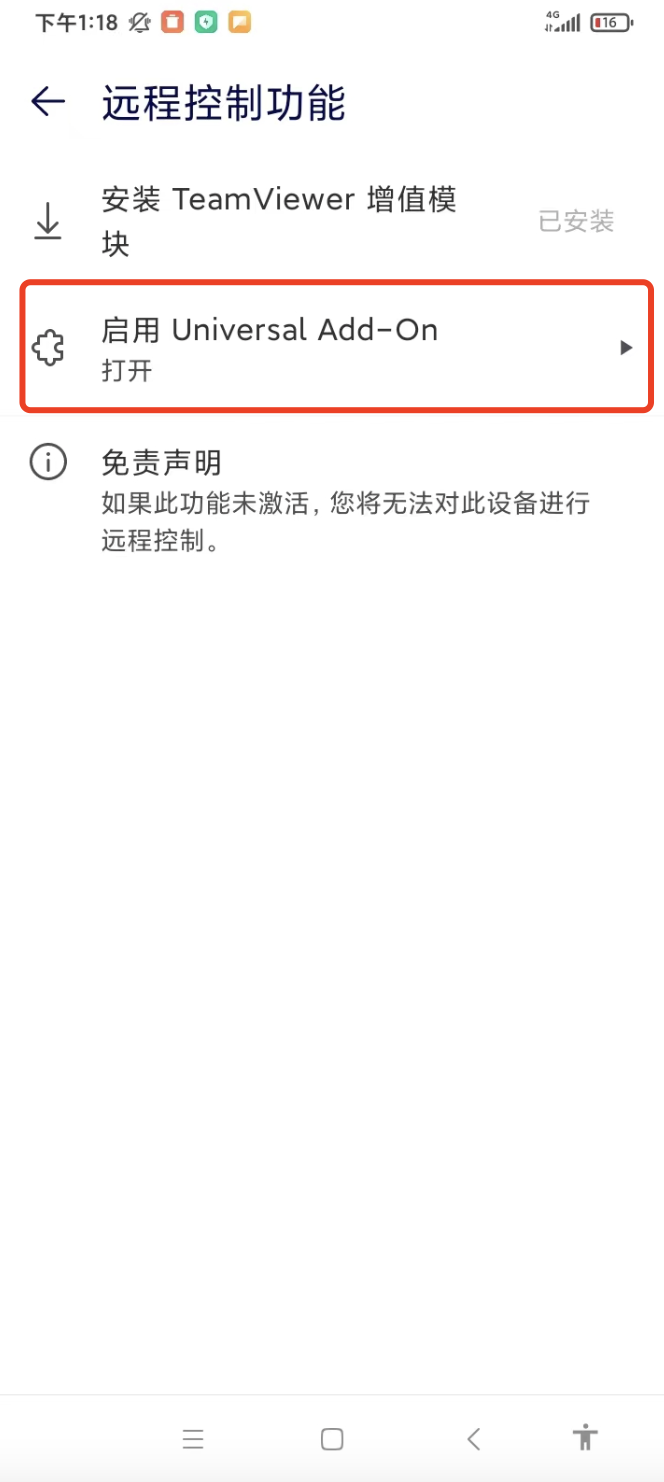 下午1:18
4G
16
远程控制功能
安装 TeamViewer 增值模
块
已安装
启用 Universal Add-On
打开
免责声明
如果此功能未激活，您将无法对此设备进行
远程控制。